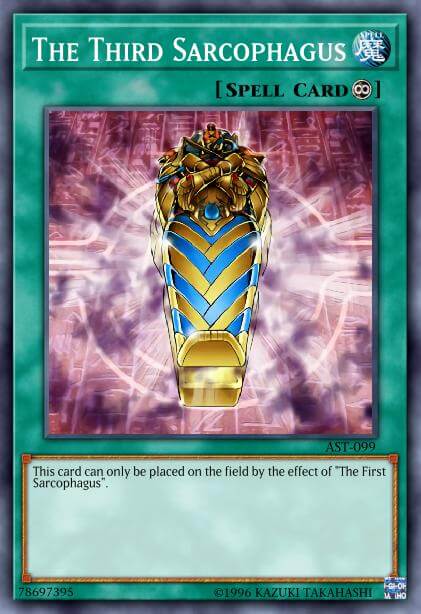 The Third Sarcophagus
[Spell Card]
AST-099
This card can only be placed on the field by the effect of "The First
Sarcophagus".
78697395
©1996 KAZUKI TAKAHASHI